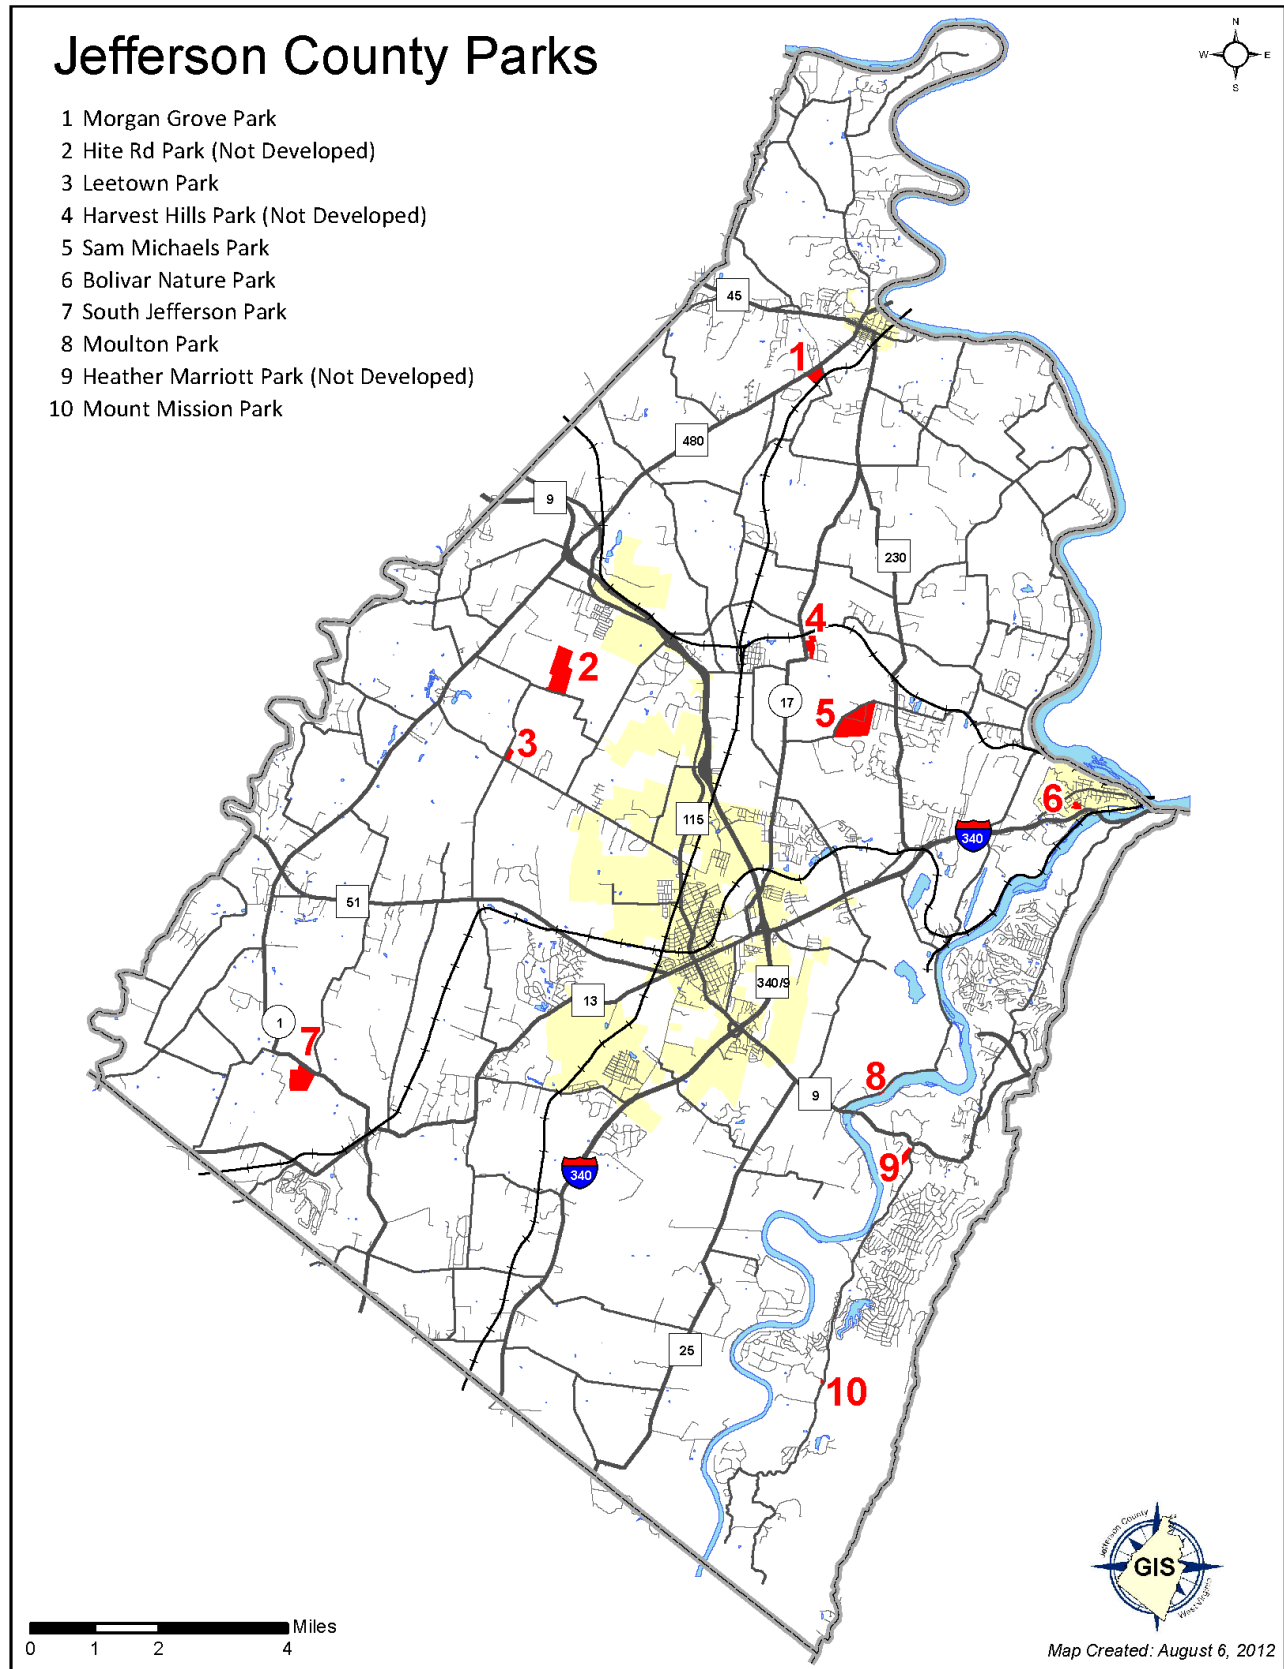 Jefferson County Parks
1 Morgan Grove Park
2 Hite Rd Park (Not Developed)
3 Leetown Park
4 Harvest Hills Park (Not Developed)
5 Sam Michaels Park
6 Bolivar Nature Park
7 South Jefferson Park
8 Moulton Park
9 Heather Marriott Park (Not Developed)
10 Mount Mission Park
N
W E
S
45
1
480
9
230
4
2
17
5
3
6
115
340
51
340/9
13
1
7
8
9
9
340
25
10
Jefferson County
GIS
West Virginia
Miles
0 1 2 4
Map Created: August 6, 2012